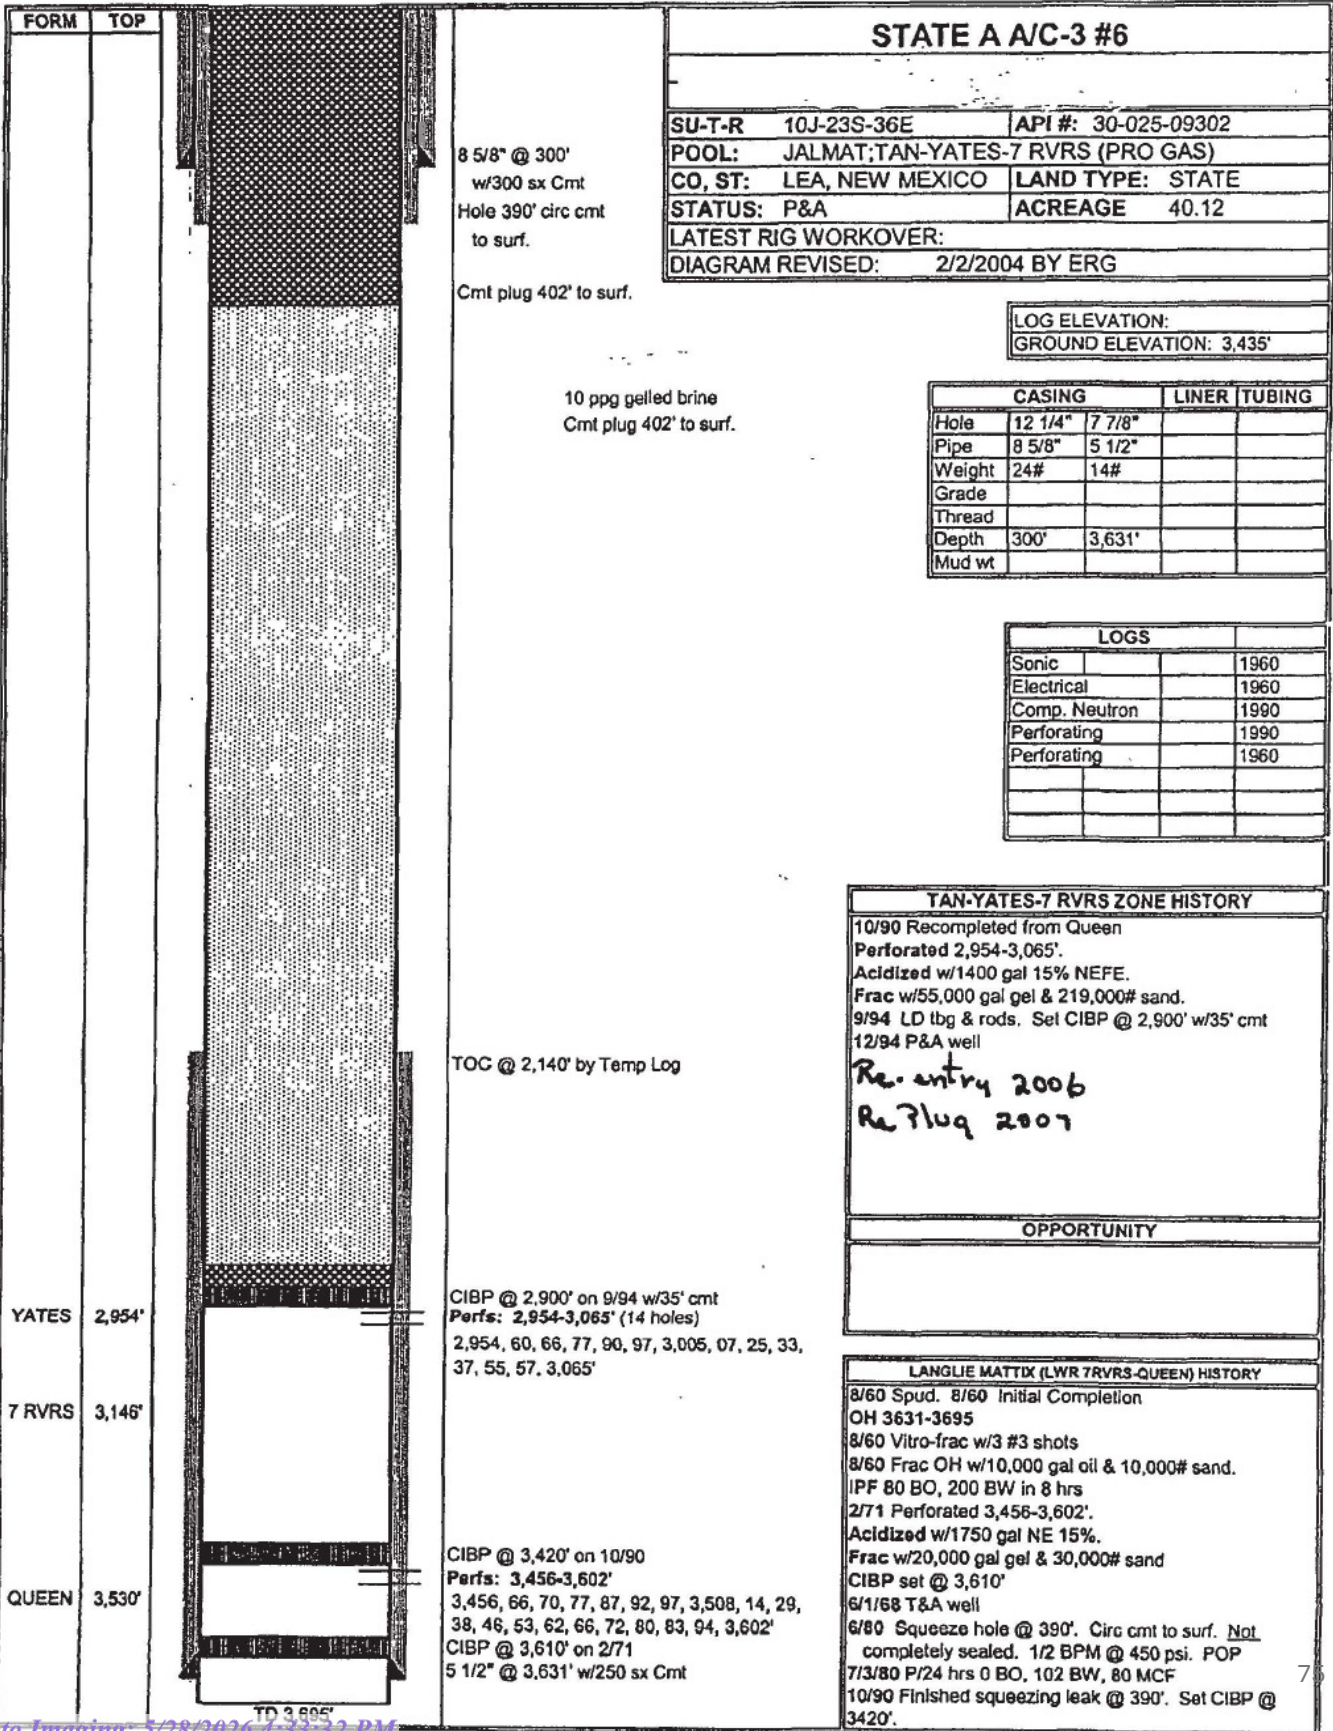 FORM TOP
STATE A A/C-3 #6
SU-T-R 10J-23S-36E API #: 30-025-09302
POOL: JALMAT;TAN-YATES-7 RVRS (PRO GAS)
CO, ST: LEA, NEW MEXICO LAND TYPE: STATE
STATUS: P&A ACREAGE 40.12
LATEST RIG WORKOVER:
DIAGRAM REVISED: 2/2/2004 BY ERG
8 5/8" @ 300'
w/300 sx Cmt
Hole 390' circ cmt
to surf.
Cmt plug 402' to surf.
LOG ELEVATION:
GROUND ELEVATION: 3,435'
10 ppg gelled brine
Cmt plug 402' to surf.
CASING LINER TUBING
Hole 12 1/4" 7 7/8"
Pipe 8 5/8" 5 1/2"
Weight 24# 14#
Grade
Thread
Depth 300' 3,631'
Mud wt
LOGS
Sonic 1960
Electrical 1960
Comp. Neutron 1990
Perforating 1990
Perforating 1960
TAN-YATES-7 RVRS ZONE HISTORY
10/90 Recompleted from Queen
Perforated 2,954-3,065'.
Acidized w/1400 gal 15% NEFE.
Frac w/55,000 gal gel & 219,000# sand.
9/94 LD tbg & rods. Set CIBP @ 2,900' w/35' cmt
12/94 P&A well
Re-entry 2006
Re Plug 2007
TOC @ 2,140' by Temp Log
OPPORTUNITY
YATES 2,954'
7 RVRS 3,146'
QUEEN 3,530'
CIBP @ 2,900' on 9/94 w/35' cmt
Perfs: 2,954-3,065' (14 holes)
2,954, 60, 66, 77, 90, 97, 3,005, 07, 25, 33,
37, 55, 57. 3,065'
CIBP @ 3,420' on 10/90
Perfs: 3,456-3,602'
3,456, 66, 70, 77, 87, 92, 97, 3,508, 14, 29,
38, 46, 53, 62, 66, 72, 80, 83, 94, 3,602'
CIBP @ 3,610' on 2/71
5 1/2" @ 3,631' w/250 sx Cmt
TD 3,695'
LANGLIE MATTIX (LWR 7RVRS-QUEEN) HISTORY
8/60 Spud. 8/60 Initial Completion
OH 3631-3695
8/60 Vitro-frac w/3 #3 shots
8/60 Frac OH w/10,000 gal oil & 10,000# sand.
IPF 80 BO, 200 BW in 8 hrs
2/71 Perforated 3,456-3,602'.
Acidized w/1750 gal NE 15%.
Frac w/20,000 gal gel & 30,000# sand
CIBP set @ 3,610'
6/1/68 T&A well
6/80 Squeeze hole @ 390'. Circ cmt to surf. Not
completely sealed. 1/2 BPM @ 450 psi. POP
7/3/80 P/24 hrs 0 BO, 102 BW, 80 MCF
10/90 Finished squeezing leak @ 390'. Set CIBP @
3420'.
to Imaging: 5/28/2026 4:33:32 PM